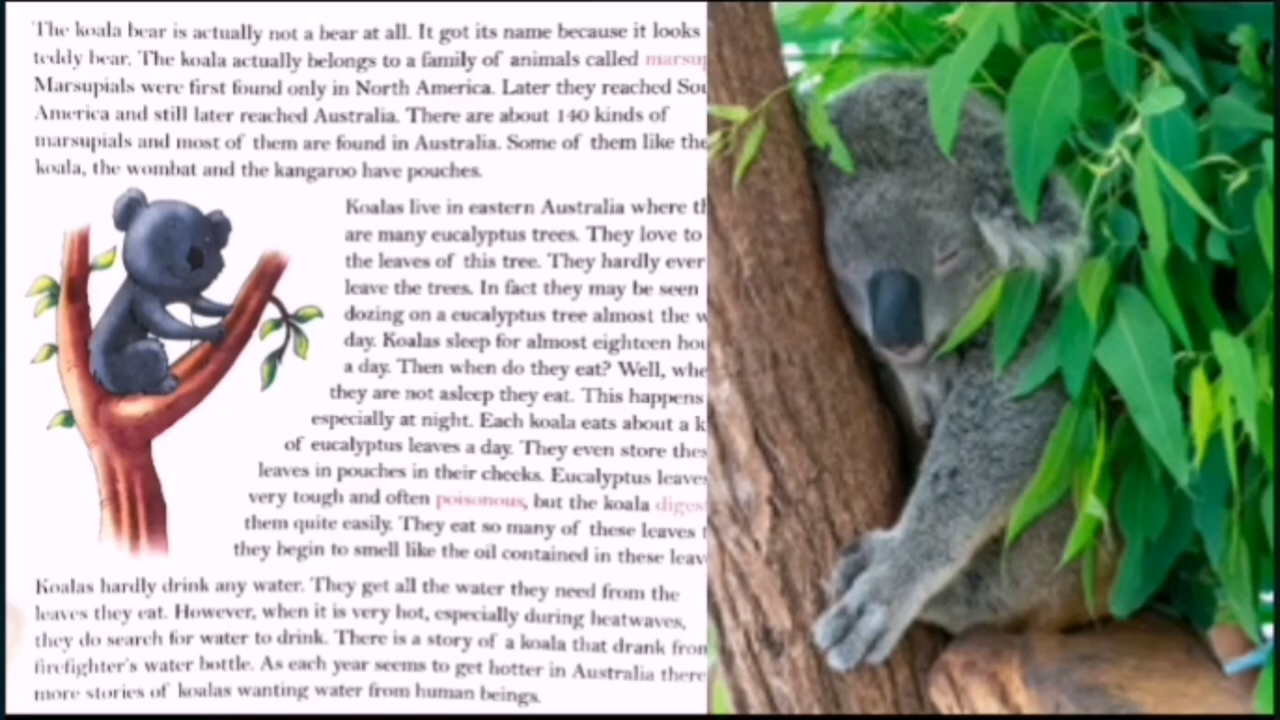 The koala bear is actually not a bear at all. It got its name because it looks
teddy bear. The koala actually belongs to a family of animals called
Marsupials were first found only in North America. Later they reached
America and still later reached Australia. There are about 140 kinds of
marsupials and most of them are found in Australia. Some of them like the
koala, the wombat and the kangaroo have pouches.
Koalas live in eastern Australia where
are many eucalyptus trees. They love to
the leaves of this tree. They hardly ever
leave the trees. In fact they may be seen
dozing on a eucalyptus tree almost the
day. Koalas sleep for almost eighteen
a day. Then when do they eat? Well,
they are not asleep they eat. This happens
especially at night. Each koala eats about a
of eucalyptus leaves a day. They even store
leaves in pouches in their cheeks. Eucalyptus
very tough and often poisonous, but the koala
them quite easily. They eat so many of these leaves
they begin to smell like the oil contained in these
Koalas hardly drink any water. They get all the water they need from the
leaves they eat. However, when it is very hot, especially during heatwaves,
they do search for water to drink. There is a story of a koala that drank
firefighter's water bottle. As each year seems to get hotter in Australia there
more stories of koalas wanting water from human beings.